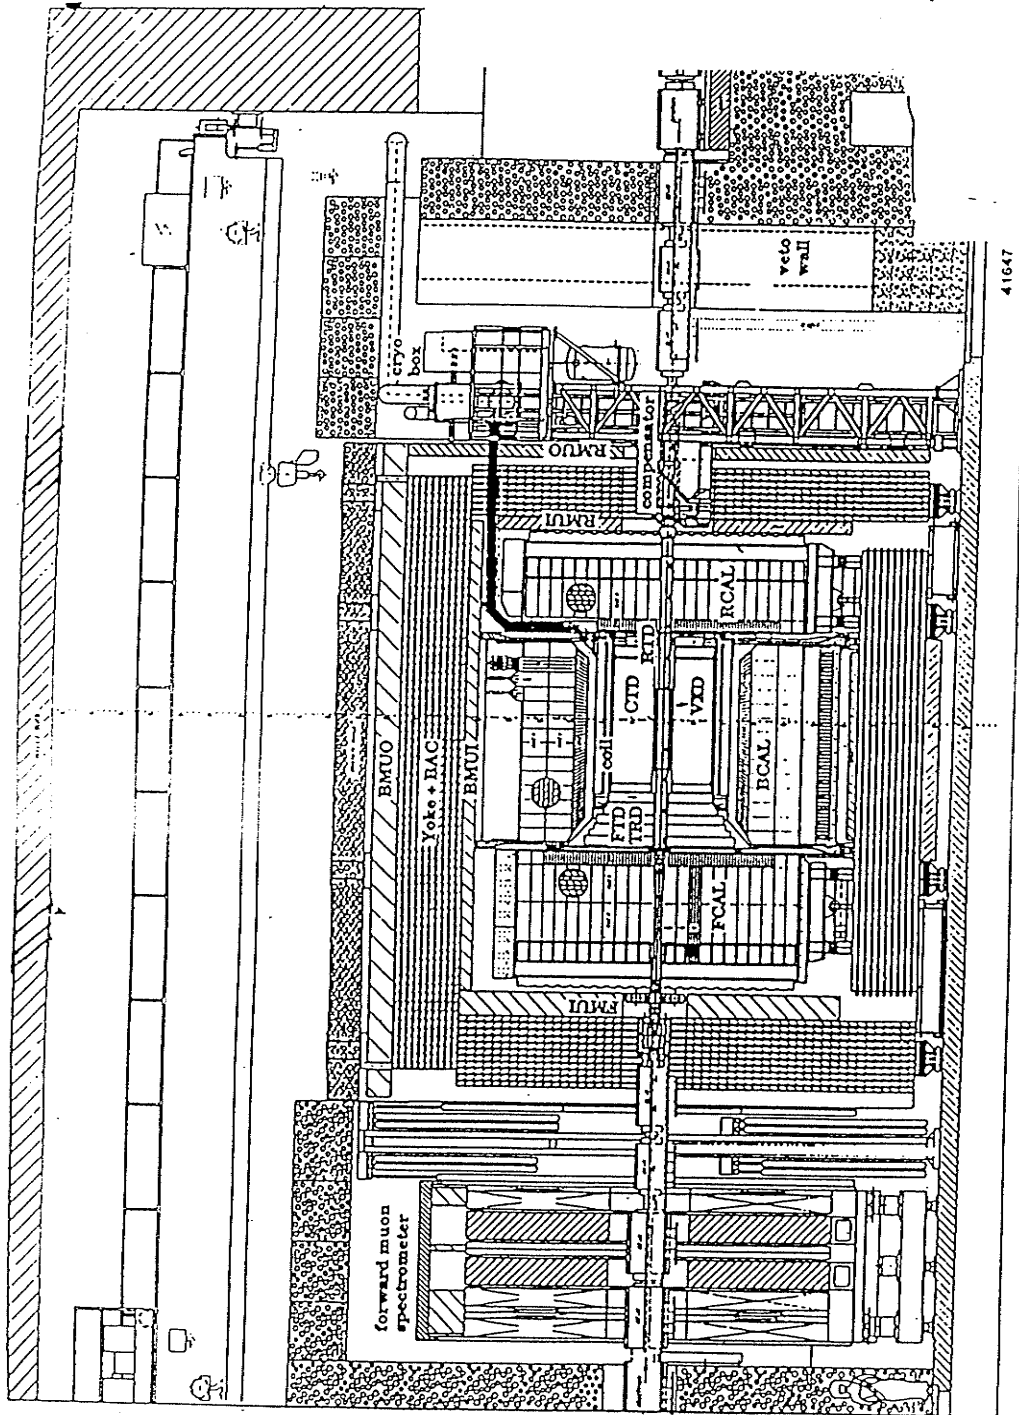 veto
wall
cryo
box
compensator
RMUO
RMUI
RCAL
RTD
CTD
VXD
coil
BCAL
BMUO
Yoke + BAC
BMUI
FTD
TRD
FCAL
FMUI
forward muon
spectrometer
41647